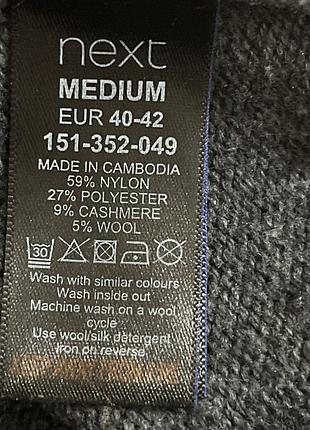 next
MEDIUM
EUR 40-42
151-352-049
MADE IN CAMBODIA
59% NYLON
27% POLYESTER
9% CASHMERE
5% WOOL
30
Wash with similar colours
Wash inside out
Machine wash on a wool
cycle
Use wool/silk detergent
Iron on reverse